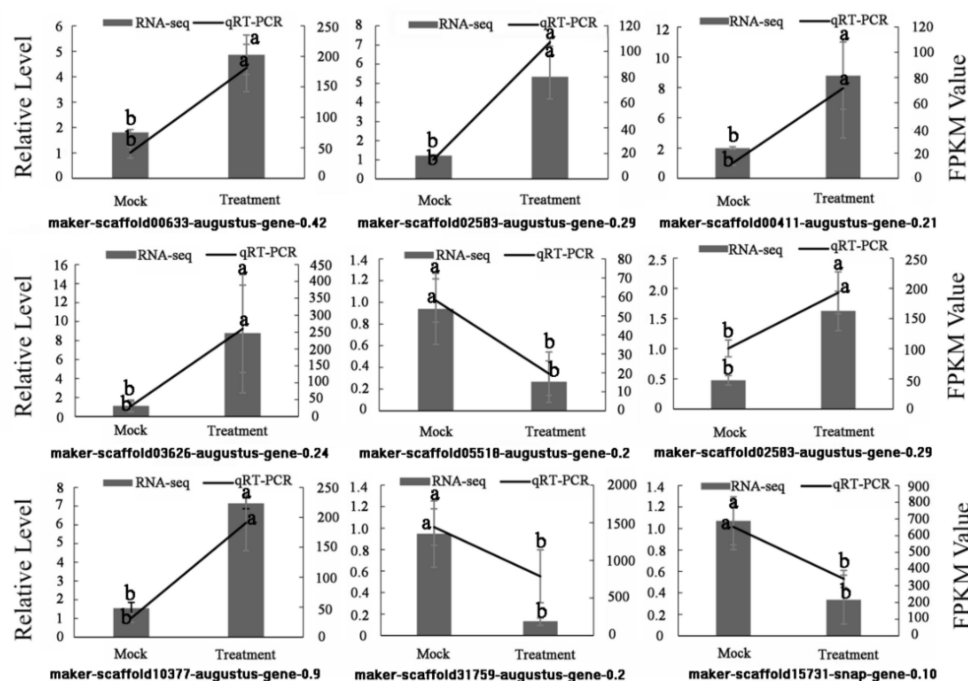 RNA-seq qRT-PCR RNA-seq qRT-PCR RNA-seq qRT-PCR
Relative Level
6
5
4
3
2
1
0
250
200
150
100
50
0
b
b
a
a
Mock Treatment
maker-scaffold00633-augustus-gene-0.42
8
7
6
5
4
3
2
1
0
120
100
80
60
40
20
0
b
b
a
a
Mock Treatment
maker-scaffold02583-augustus-gene-0.29
12
10
8
6
4
2
0
120
100
80
60
40
20
0
FPKM Value
b
b
a
a
Mock Treatment
maker-scaffold00411-augustus-gene-0.21
RNA-seq qRT-PCR RNA-seq qRT-PCR RNA-seq qRT-PCR
Relative Level
16
14
12
10
8
6
4
2
0
450
400
350
300
250
200
150
100
50
0
b
b
a
a
Mock Treatment
maker-scaffold03626-augustus-gene-0.24
1.4
1.2
1.0
0.8
0.6
0.4
0.2
0
80
70
60
50
40
30
20
10
0
a
a
b
b
Mock Treatment
maker-scaffold05518-augustus-gene-0.2
2.5
2.0
1.5
1.0
0.5
0
250
200
150
100
50
0
FPKM Value
b
b
a
a
Mock Treatment
maker-scaffold02583-augustus-gene-0.29
RNA-seq qRT-PCR RNA-seq qRT-PCR RNA-seq qRT-PCR
Relative Level
8
7
6
5
4
3
2
1
0
250
200
150
100
50
0
b
b
a
a
Mock Treatment
maker-scaffold10377-augustus-gene-0.9
1.4
1.2
1.0
0.8
0.6
0.4
0.2
0
2000
1500
1000
500
0
a
a
b
b
Mock Treatment
maker-scaffold31759-augustus-gene-0.2
1.4
1.2
1.0
0.8
0.6
0.4
0.2
0
900
800
700
600
500
400
300
200
100
0
FPKM Value
a
a
b
b
Mock Treatment
maker-scaffold15731-snap-gene-0.10